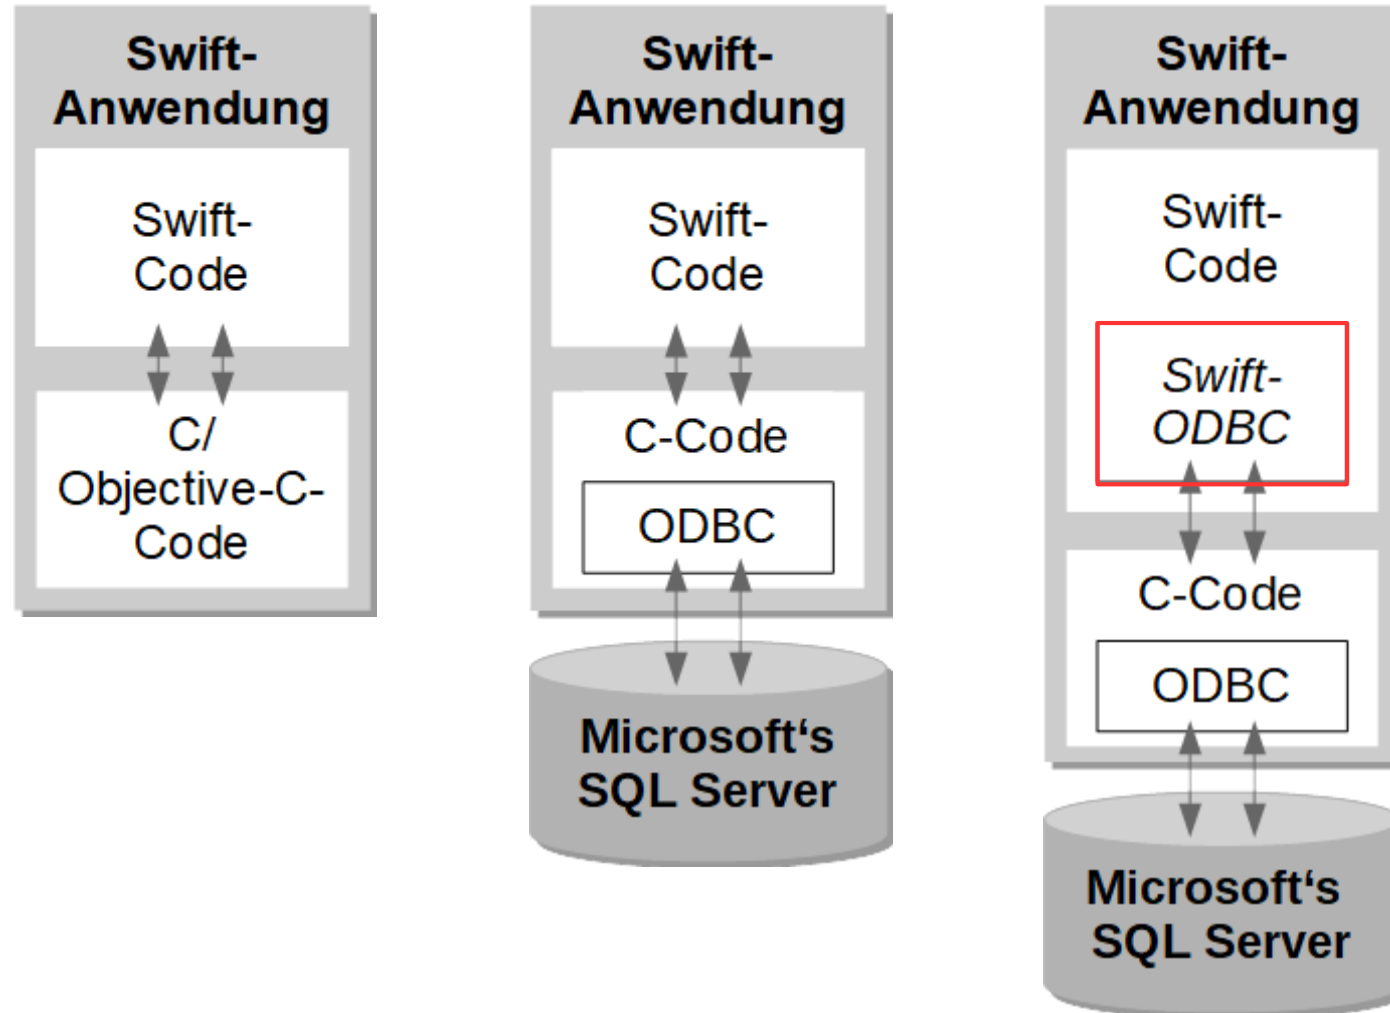 Swift-
Anwendung
Swift-
Code
C/
Objective-C-
Code
Swift-
Anwendung
Swift-
Code
C-Code
ODBC
Microsoft‘s
SQL Server
Swift-
Anwendung
Swift-
Code
Swift-
ODBC
C-Code
ODBC
Microsoft‘s
SQL Server